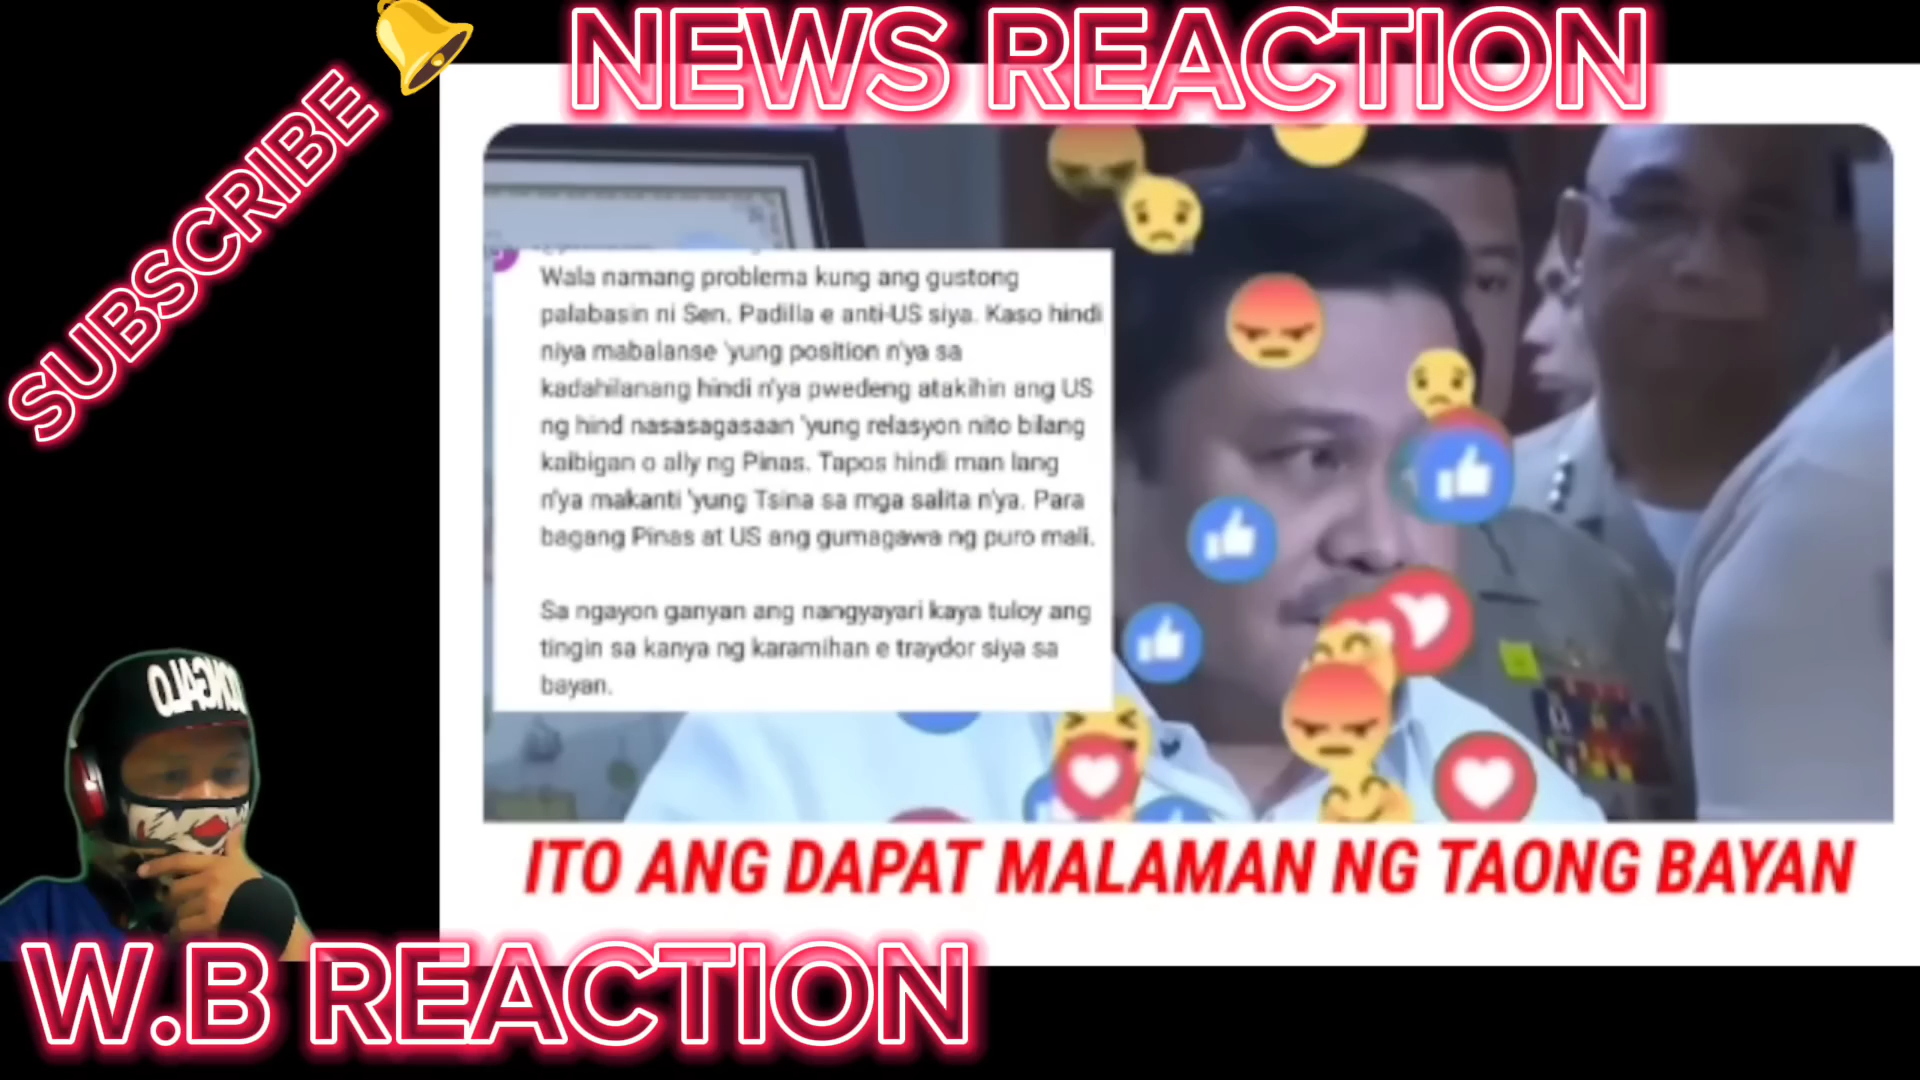 NEWS REACTION
SUBSCRIBE
Wala namang problema kung ang gustong
palabasin ni Sen. Padilla e anti-US siya. Kaso hindi
niya mabalanse 'yung position n'ya sa
kadahilanang hindi n'ya pwedeng atakihin ang US
ng hind nasasagasaan 'yung relasyon nito bilang
kaibigan o ally ng Pinas. Tapos hindi man lang
n'ya makanti 'yung Tsina sa mga salita n'ya. Para
bagang Pinas at US ang gumagawa ng puro mali.
Sa ngayon ganyan ang nangyayari kaya tuloy ang
tingin sa kanya ng karamihan e traydor siya sa
bayan.
ITO ANG DAPAT MALAMAN NG TAONG BAYAN
W.B REACTION